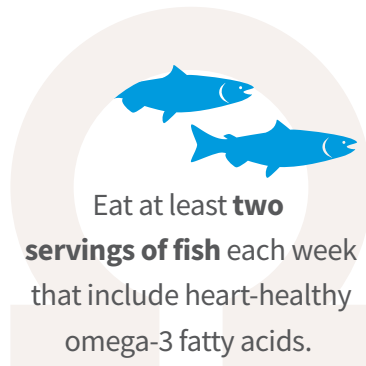 Eat at least two
servings of fish each week
that include heart-healthy
omega-3 fatty acids.